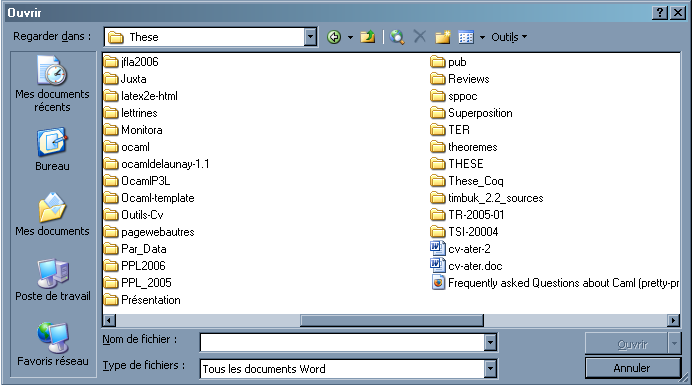 Ouvrir
Regarder dans :
These
Outils
Mes documents
récents
Bureau
Mes documents
Poste de travail
Favoris réseau
jfla2006
Juxta
latex2e-html
lettrines
Monitora
ocaml
ocamldelaunay-1.1
OcamlP3L
Ocaml-template
Outils-Cv
pagewebautres
Par_Data
PPL2006
PPL_2005
Présentation
pub
Reviews
sppoc
Superposition
TER
theoremes
THESE
These_Coq
timbuk_2.2_sources
TR-2005-01
TSI-20004
cv-ater-2
cv-ater.doc
Frequently asked Questions about Caml (pretty-pr
Nom de fichier :
Ouvrir
Type de fichiers :
Tous les documents Word
Annuler